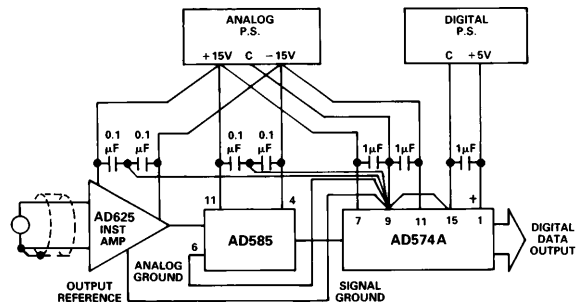 ANALOG
P.S.
+15V C -15V
DIGITAL
P.S.
C +5V
0.1
µF
0.1
µF
0.1
µF
0.1
µF
1µF
1µF
1µF
AD625
INST
AMP
11
4
6
AD585
7 9 11 15 1
+
AD574A
DIGITAL
DATA
OUTPUT
OUTPUT
REFERENCE
ANALOG
GROUND
SIGNAL
GROUND